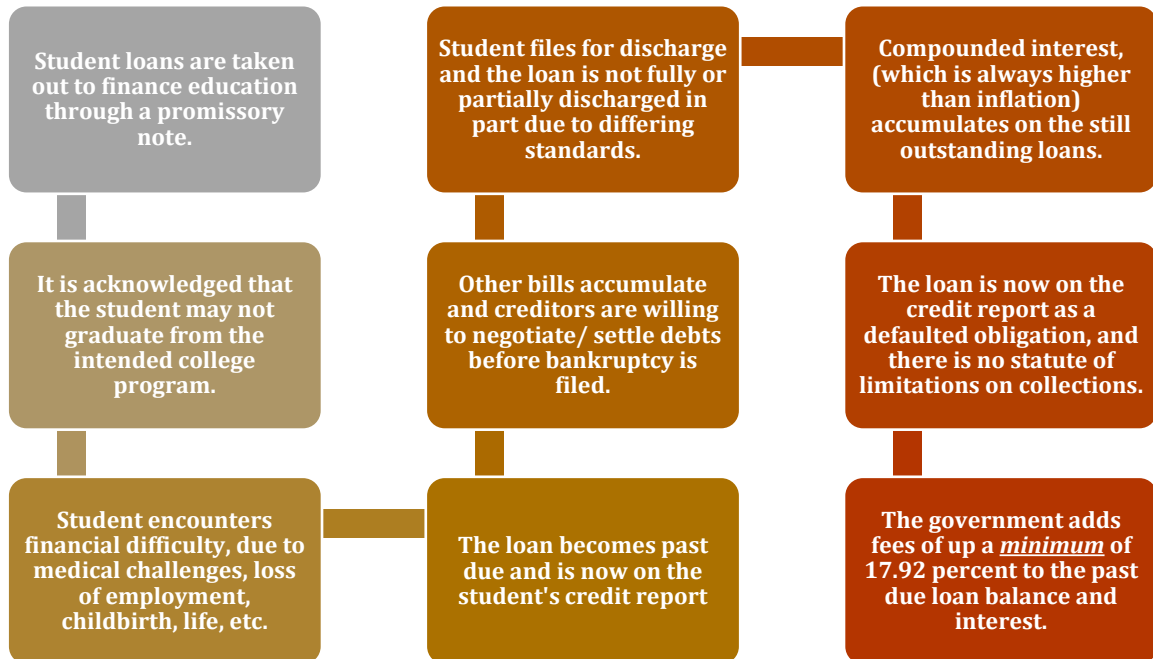 Student loans are taken
out to finance education
through a promissory
note.
It is acknowledged that
the student may not
graduate from the
intended college
program.
Student encounters
financial difficulty, due to
medical challenges, loss
of employment,
childbirth, life, etc.
The loan becomes past
due and is now on the
student's credit report
Other bills accumulate
and creditors are willing
to negotiate/ settle debts
before bankruptcy is
filed.
Student files for discharge
and the loan is not fully or
partially discharged in
part due to differing
standards.
Compounded interest,
(which is always higher
than inflation)
accumulates on the still
outstanding loans.
The loan is now on the
credit report as a
defaulted obligation, and
there is no statute of
limitations on collections.
The government adds
fees of up a minimum of
17.92 percent to the past
due loan balance and
interest.